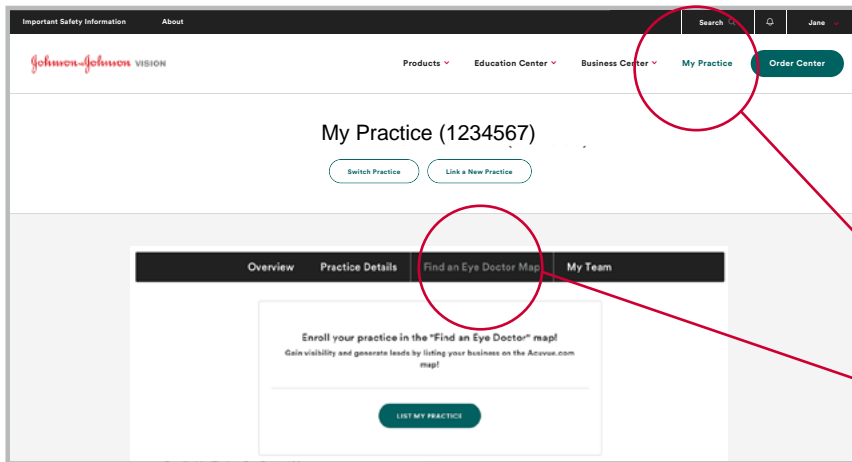 Important Safety Information About Search Jane
Johnson & Johnson VISION Products Education Center Business Center My Practice Order Center
My Practice (1234567)
Switch Practice Link a New Practice
Overview Practice Details Find an Eye Doctor Map My Team
Enroll your practice in the "Find an Eye Doctor" map!
Gain visibility and generate leads by listing your business on the Acuvue.com
map!
LIST MY PRACTICE